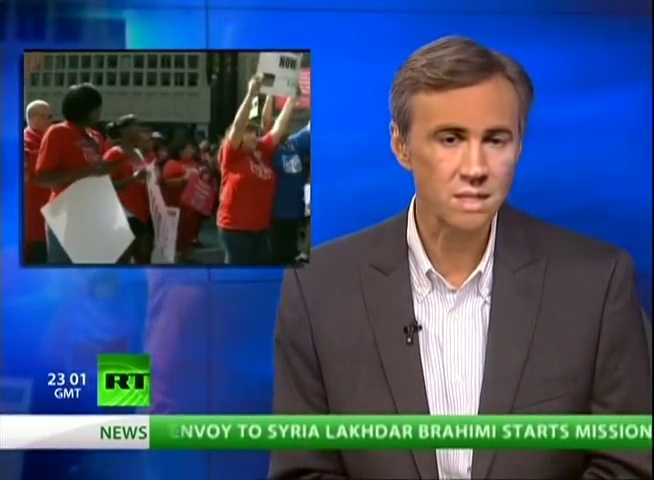 NOW
23 01
GMT
RT
NEWS
ENVOY TO SYRIA LAKHDAR BRAHIMI STARTS MISSION